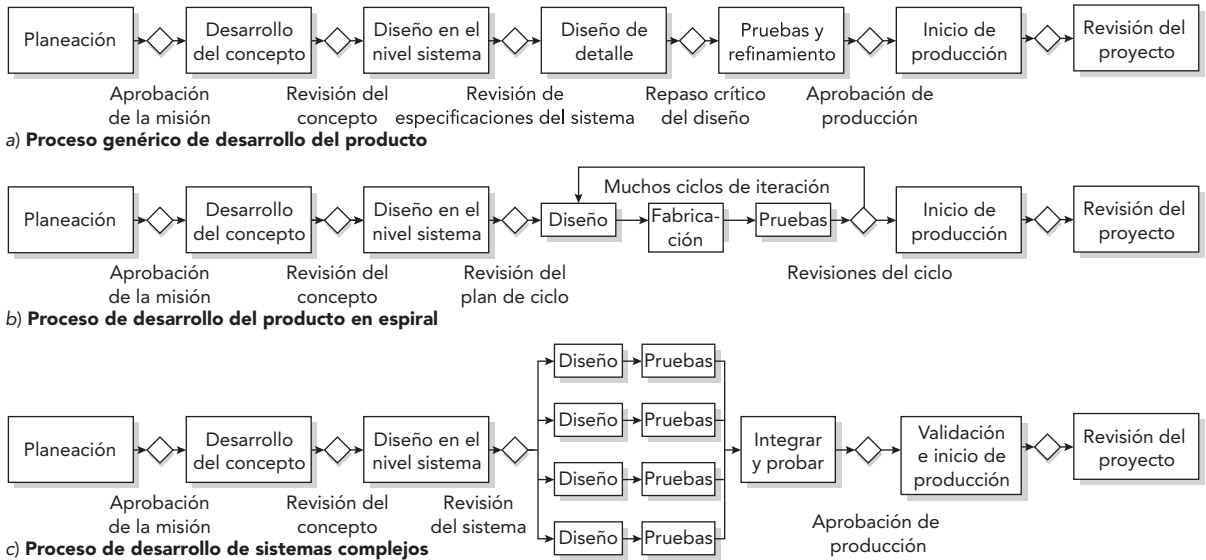 Planeación
Desarrollo
del concepto
Diseño en el
nivel sistema
Diseño de
detalle
Pruebas y
refinamiento
Inicio de
producción
Revisión del
proyecto
Aprobación
de la misión
Revisión del
concepto
Revisión de
especificaciones del sistema
Repaso crítico
del diseño
Aprobación de
producción
a) Proceso genérico de desarrollo del producto
Planeación
Desarrollo
del concepto
Diseño en el
nivel sistema
Muchos ciclos de iteración
Diseño
Fabrica-
ción
Pruebas
Inicio de
producción
Revisión del
proyecto
Aprobación
de la misión
Revisión del
concepto
Revisión del
plan de ciclo
Revisiones del ciclo
b) Proceso de desarrollo del producto en espiral
Planeación
Desarrollo
del concepto
Diseño en el
nivel sistema
Diseño
Pruebas
Diseño
Pruebas
Diseño
Pruebas
Diseño
Pruebas
Integrar
y probar
Validación
e inicio de
producción
Revisión del
proyecto
Aprobación
de la misión
Revisión del
concepto
Revisión
del sistema
Aprobación de
producción
c) Proceso de desarrollo de sistemas complejos